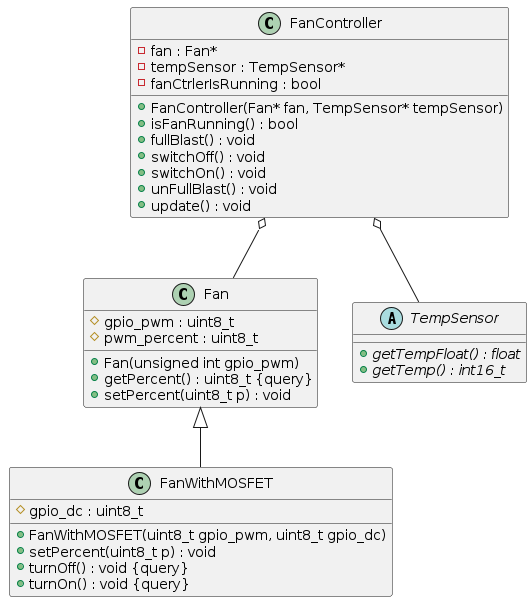 C FanController
fan : Fan*
tempSensor : TempSensor*
fanCtrlerIsRunning : bool
FanController(Fan* fan, TempSensor* tempSensor)
isFanRunning() : bool
fullBlast() : void
switchOff() : void
switchOn() : void
unFullBlast() : void
update() : void
C Fan
gpio_pwm : uint8_t
pwm_percent : uint8_t
Fan(unsigned int gpio_pwm)
getPercent() : uint8_t {query}
setPercent(uint8_t p) : void
A TempSensor
getTempFloat() : float
getTemp() : int16_t
C FanWithMOSFET
gpio_dc : uint8_t
FanWithMOSFET(uint8_t gpio_pwm, uint8_t gpio_dc)
setPercent(uint8_t p) : void
turnOff() : void {query}
turnOn() : void {query}